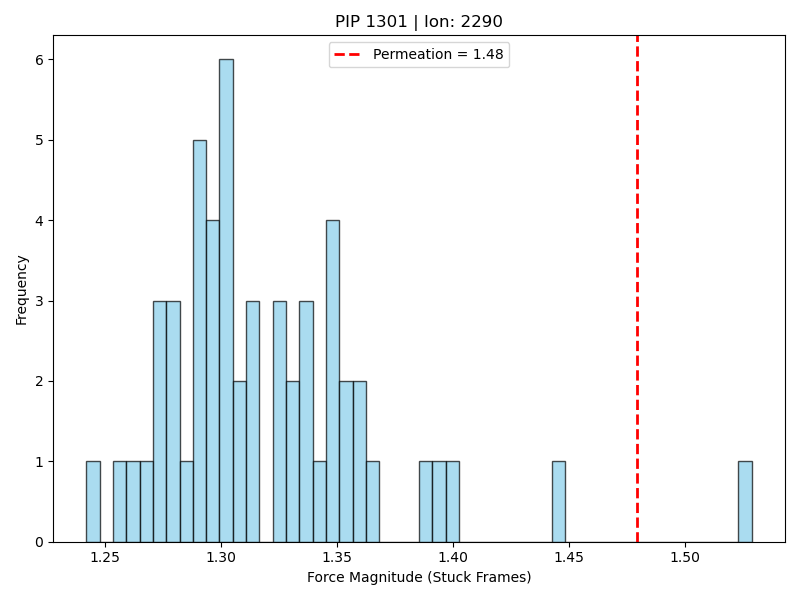 PIP 1301 | Ion: 2290
Permeation = 1.48
Frequency
6
5
4
3
2
1
0
1.25 1.30 1.35 1.40 1.45 1.50
Force Magnitude (Stuck Frames)